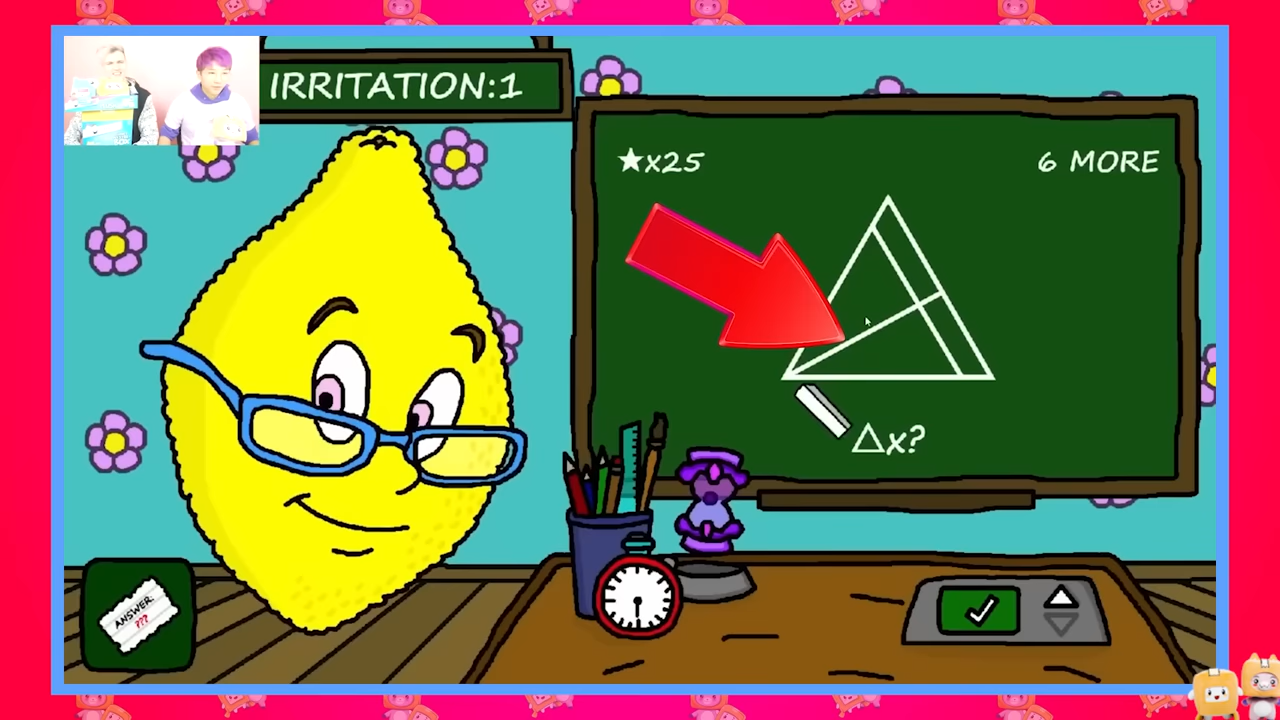 IRRITATION:1
★x25
6 MORE
△x?
ANSWER:
???